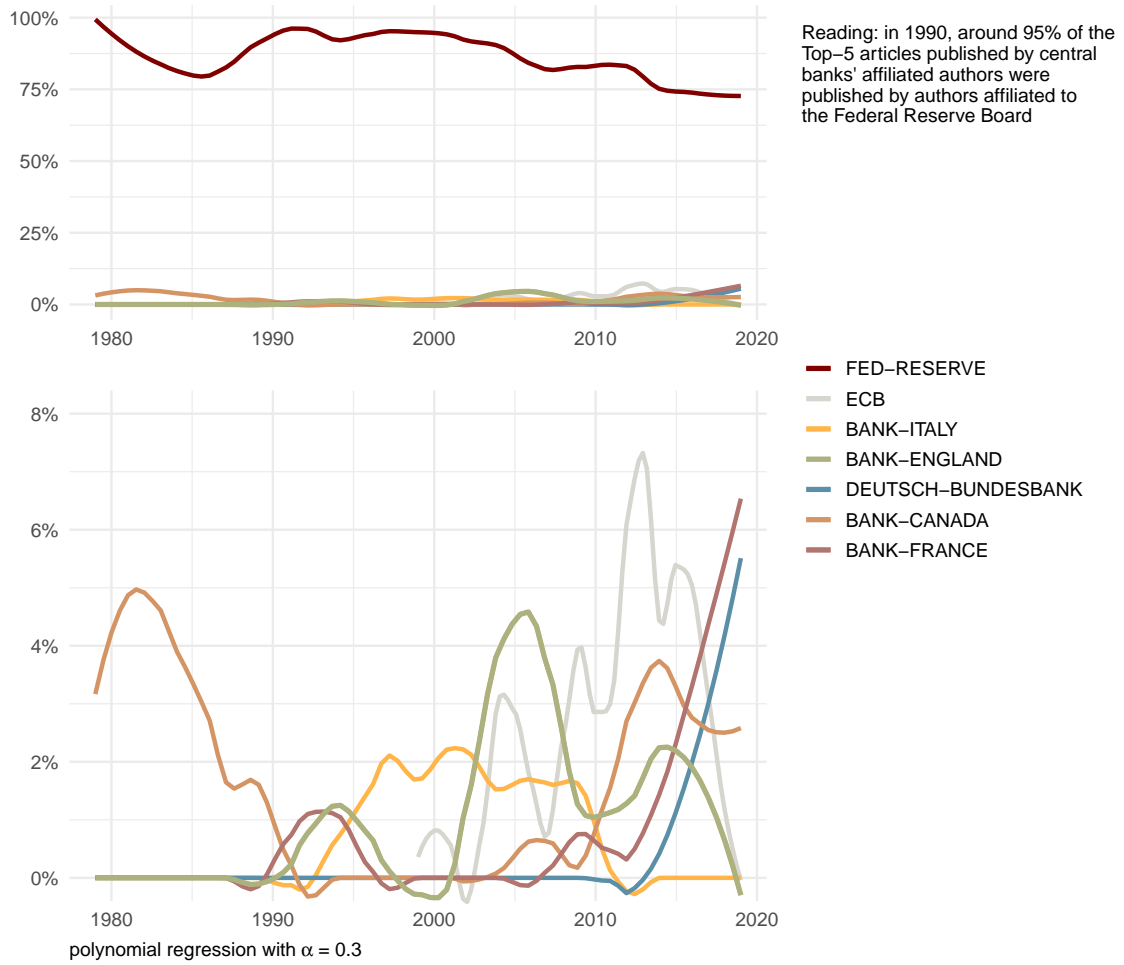 100%
75%
50%
25%
0%
1980
1990
2000
2010
2020
Reading: in 1990, around 95% of the
Top−5 articles published by central
banks' affiliated authors were
published by authors affiliated to
the Federal Reserve Board
FED−RESERVE
ECB
BANK−ITALY
BANK−ENGLAND
DEUTSCH−BUNDESBANK
BANK−CANADA
BANK−FRANCE
8%
6%
4%
2%
0%
1980
1990
2000
2010
2020
polynomial regression with α = 0.3